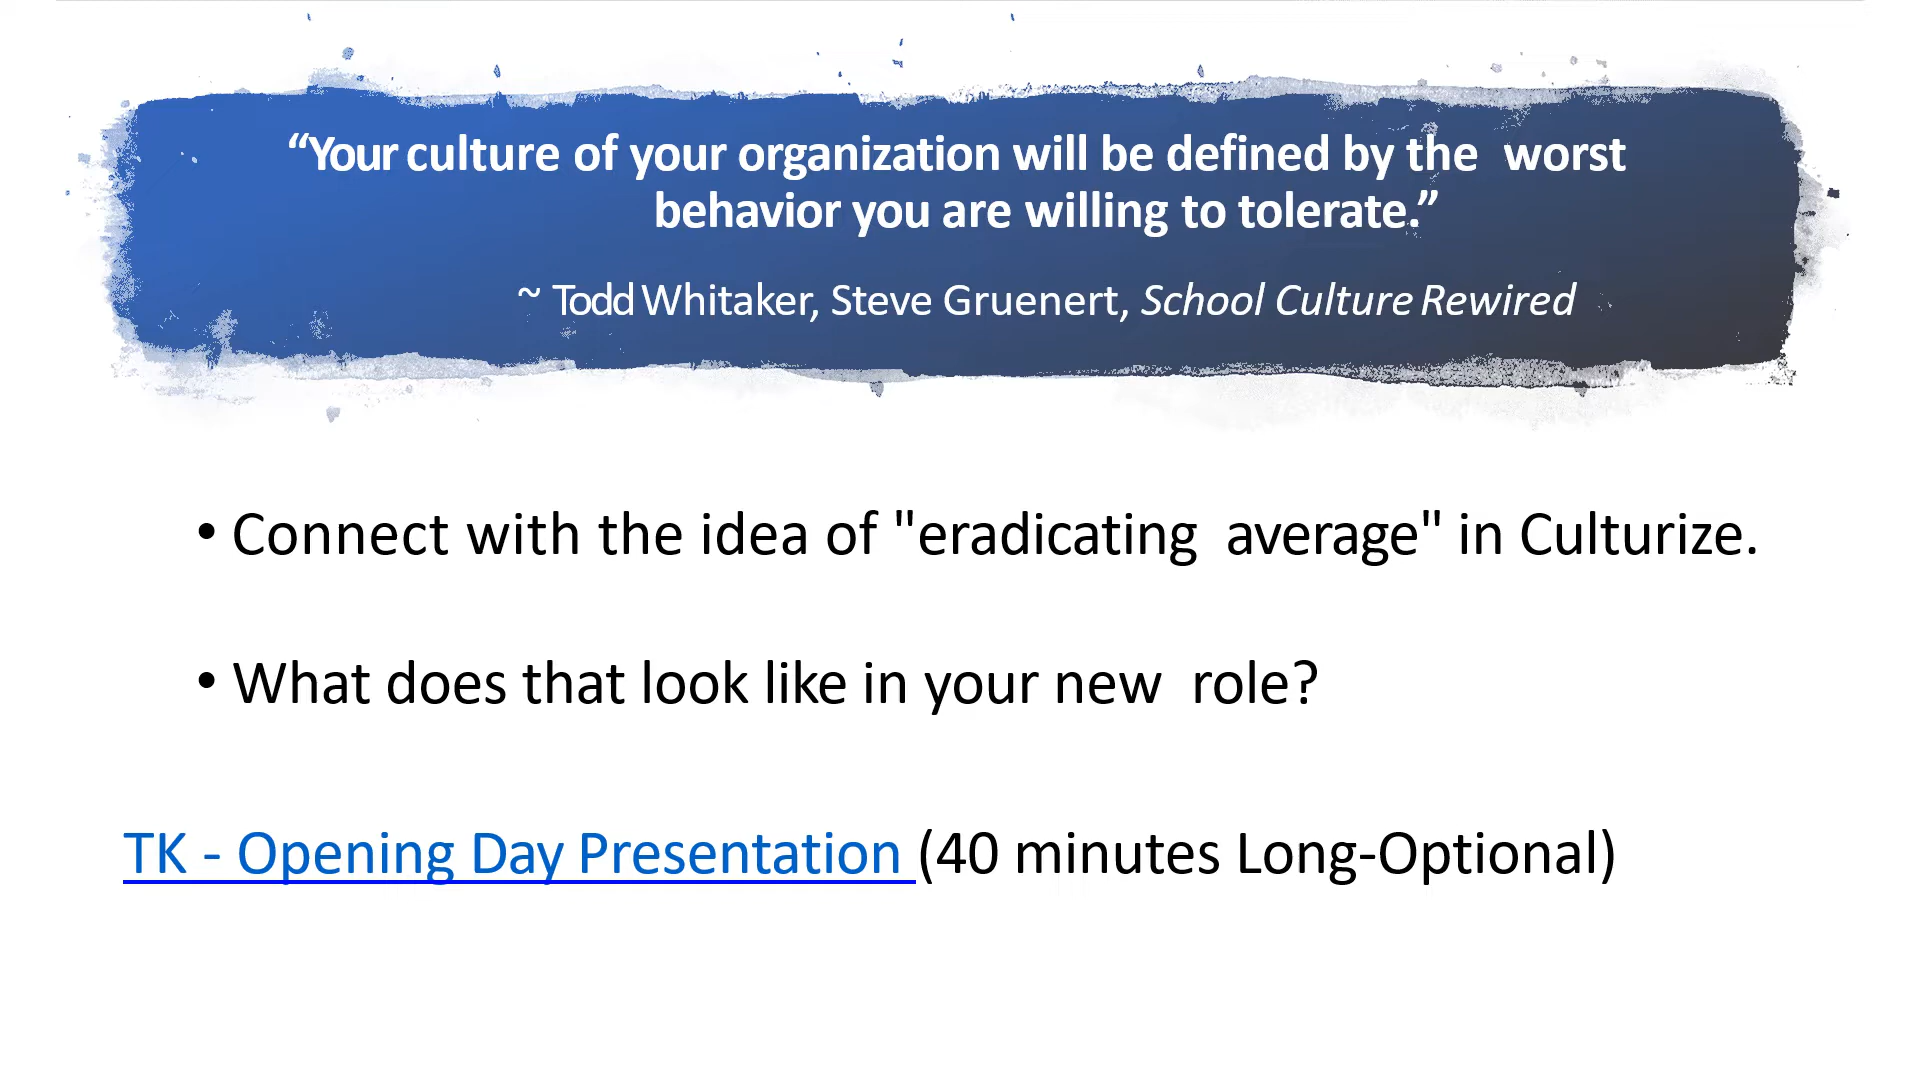 “Your culture of your organization will be defined by the worst
behavior you are willing to tolerate.”
~ Todd Whitaker, Steve Gruenert, School Culture Rewired
• Connect with the idea of "eradicating average" in Culturize.
• What does that look like in your new role?
TK - Opening Day Presentation (40 minutes Long-Optional)